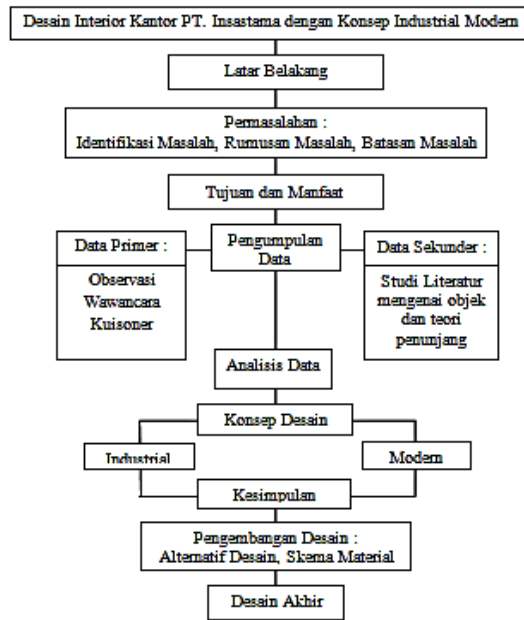 Desain Interior Kantor PT. Insastama dengan Konsep Industrial Modern
Latar Belakang
Permasalahan :
Identifikasi Masalah, Rumusan Masalah, Batasan Masalah
Tujuan dan Manfaat
Pengumpulan
Data
Data Primer :
Observasi
Wawancara
Kuisoner
Data Sekunder :
Studi Literatur
mengenai objek
dan teori
penunjang
Analisis Data
Konsep Desain
Industrial
Modern
Kesimpulan
Pengembangan Desain :
Alternatif Desain, Skema Material
Desain Akhir